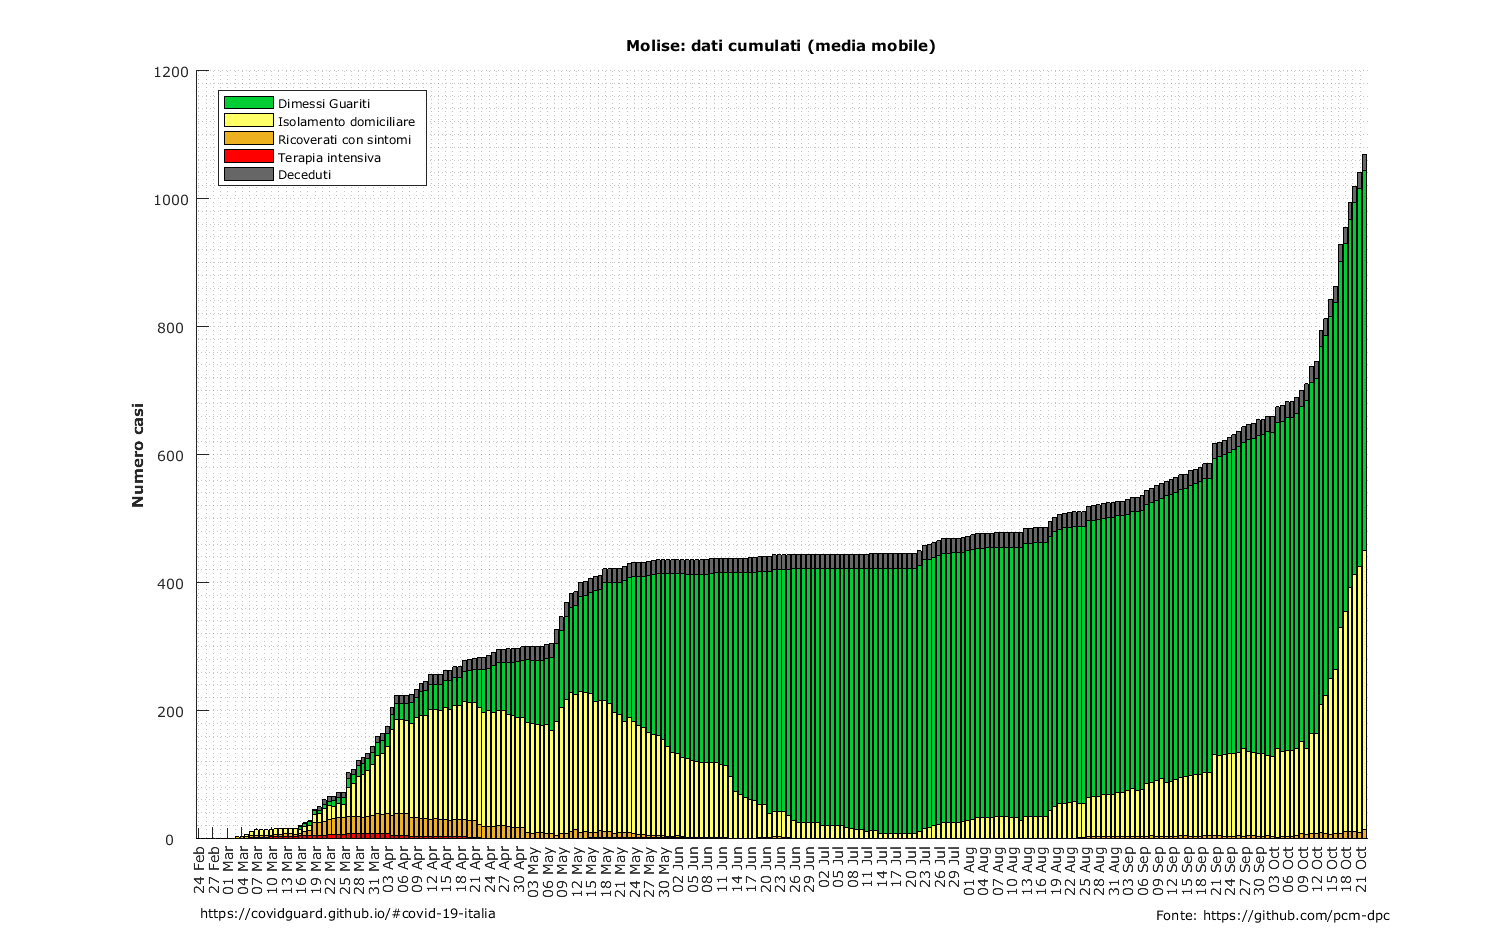 Molise: dati cumulati (media mobile)
1200
1000
800
600
400
200
0
Numero casi
Dimessi Guariti
Isolamento domiciliare
Ricoverati con sintomi
Terapia intensiva
Deceduti
24 Feb
27 Feb
01 Mar
04 Mar
07 Mar
10 Mar
13 Mar
16 Mar
19 Mar
22 Mar
25 Mar
28 Mar
31 Mar
03 Apr
06 Apr
09 Apr
12 Apr
15 Apr
18 Apr
21 Apr
24 Apr
27 Apr
30 Apr
03 May
06 May
09 May
12 May
15 May
18 May
21 May
24 May
27 May
30 May
02 Jun
05 Jun
08 Jun
11 Jun
14 Jun
17 Jun
20 Jun
23 Jun
26 Jun
29 Jun
02 Jul
05 Jul
08 Jul
11 Jul
14 Jul
17 Jul
20 Jul
23 Jul
26 Jul
29 Jul
01 Aug
04 Aug
07 Aug
10 Aug
13 Aug
16 Aug
19 Aug
22 Aug
25 Aug
28 Aug
31 Aug
03 Sep
06 Sep
09 Sep
12 Sep
15 Sep
18 Sep
21 Sep
24 Sep
27 Sep
30 Sep
03 Oct
06 Oct
09 Oct
12 Oct
15 Oct
18 Oct
21 Oct
https://covidguard.github.io/#covid-19-italia
Fonte: https://github.com/pcm-dpc